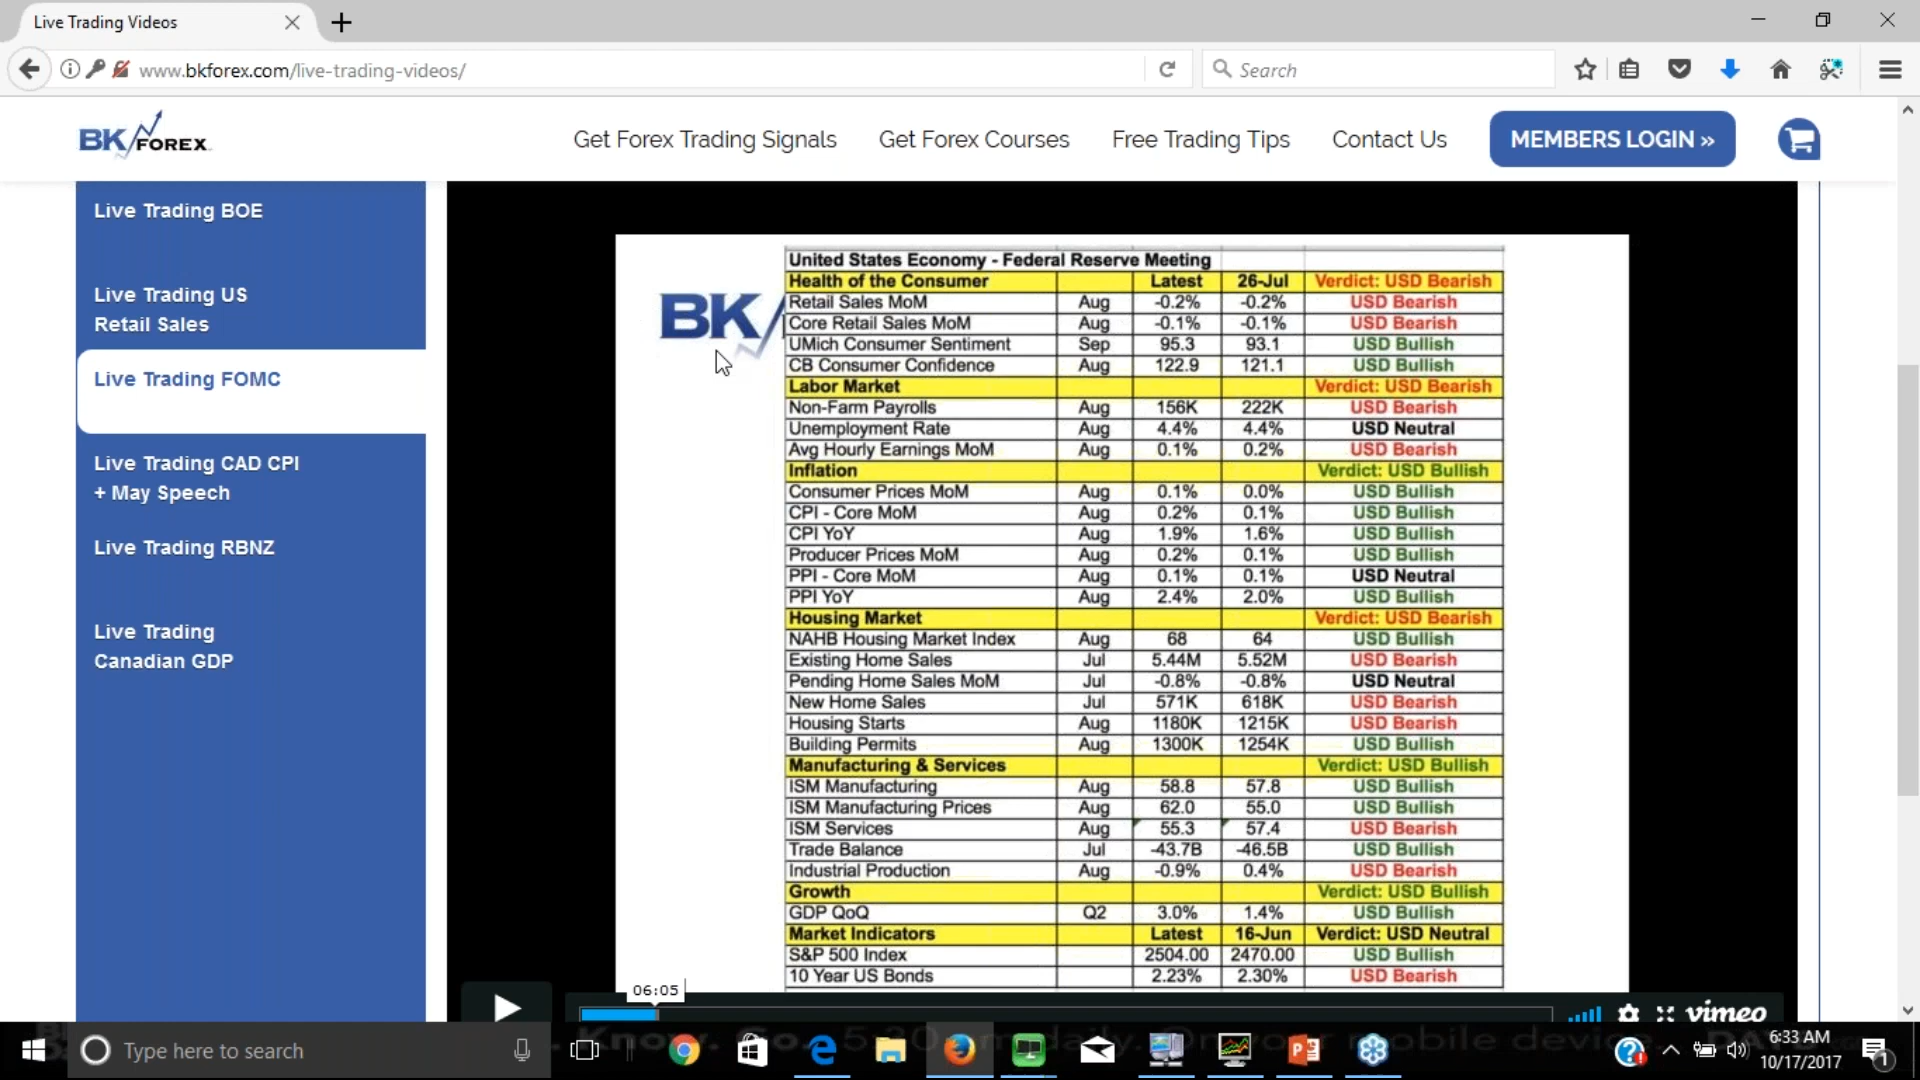 Live Trading Videos
www.bkforex.com/live-trading-videos/
Search
BK FOREX
Get Forex Trading Signals
Get Forex Courses
Free Trading Tips
Contact Us
MEMBERS LOGIN »
Live Trading BOE
Live Trading US
Retail Sales
Live Trading FOMC
Live Trading CAD CPI
+ May Speech
Live Trading RBNZ
Live Trading
Canadian GDP
BK
United States Economy - Federal Reserve Meeting
Health of the Consumer Latest 26-Jul Verdict: USD Bearish
Retail Sales MoM Aug -0.2% -0.2% USD Bearish
Core Retail Sales MoM Aug -0.1% -0.1% USD Bearish
UMich Consumer Sentiment Sep 95.3 93.1 USD Bullish
CB Consumer Confidence Aug 122.9 121.1 USD Bullish
Labor Market Verdict: USD Bearish
Non-Farm Payrolls Aug 156K 222K USD Bearish
Unemployment Rate Aug 4.4% 4.4% USD Neutral
Avg Hourly Earnings MoM Aug 0.1% 0.2% USD Bearish
Inflation Verdict: USD Bullish
Consumer Prices MoM Aug 0.1% 0.0% USD Bullish
CPI - Core MoM Aug 0.2% 0.1% USD Bullish
CPI YoY Aug 1.9% 1.6% USD Bullish
Producer Prices MoM Aug 0.2% 0.1% USD Bullish
PPI - Core MoM Aug 0.1% 0.1% USD Neutral
PPI YoY Aug 2.4% 2.0% USD Bullish
Housing Market Verdict: USD Bearish
NAHB Housing Market Index Aug 68 64 USD Bullish
Existing Home Sales Jul 5.44M 5.52M USD Bearish
Pending Home Sales MoM Jul -0.8% -0.8% USD Neutral
New Home Sales Jul 571K 618K USD Bearish
Housing Starts Aug 1180K 1215K USD Bearish
Building Permits Aug 1300K 1254K USD Bullish
Manufacturing & Services Verdict: USD Bullish
ISM Manufacturing Aug 58.8 57.8 USD Bullish
ISM Manufacturing Prices Aug 62.0 55.0 USD Bullish
ISM Services Aug 55.3 57.4 USD Bearish
Trade Balance Jul -43.7B -46.5B USD Bullish
Industrial Production Aug -0.9% 0.4% USD Bearish
Growth Verdict: USD Bullish
GDP QoQ Q2 3.0% 1.4% USD Bullish
Market Indicators Latest 16-Jun Verdict: USD Neutral
S&P 500 Index 2504.00 2470.00 USD Bullish
10 Year US Bonds 2.23% 2.30% USD Bearish
06:05
vimeo
Type here to search
6:33 AM
10/17/2017
1